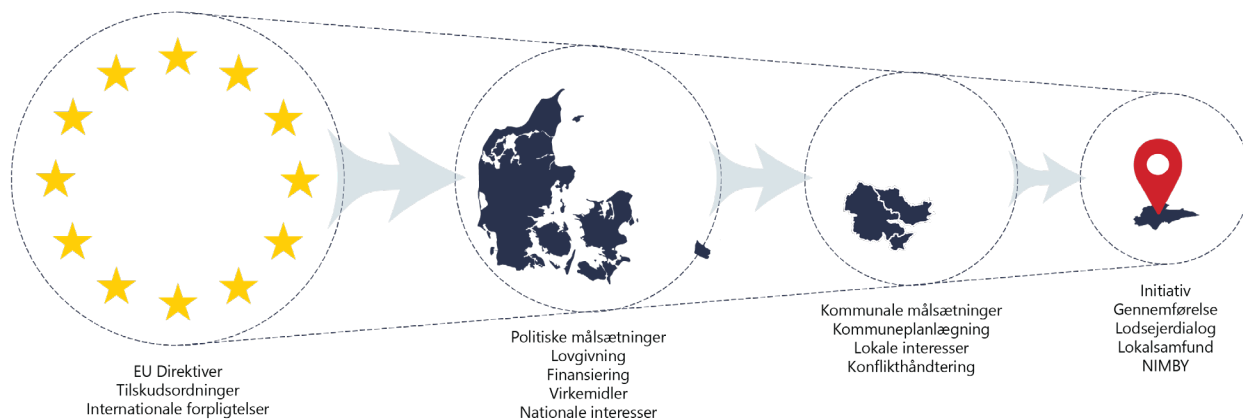 EU Direktiver
Tilskudsordninger
Internationale forpligtelser
Politiske målsætninger
Lovgivning
Finansiering
Virkemidler
Nationale interesser
Kommunale målsætninger
Kommuneplanlægning
Lokale interesser
Konflikthåndtering
Initiativ
Gennemførelse
Lodsejerdialog
Lokalsamfund
NIMBY